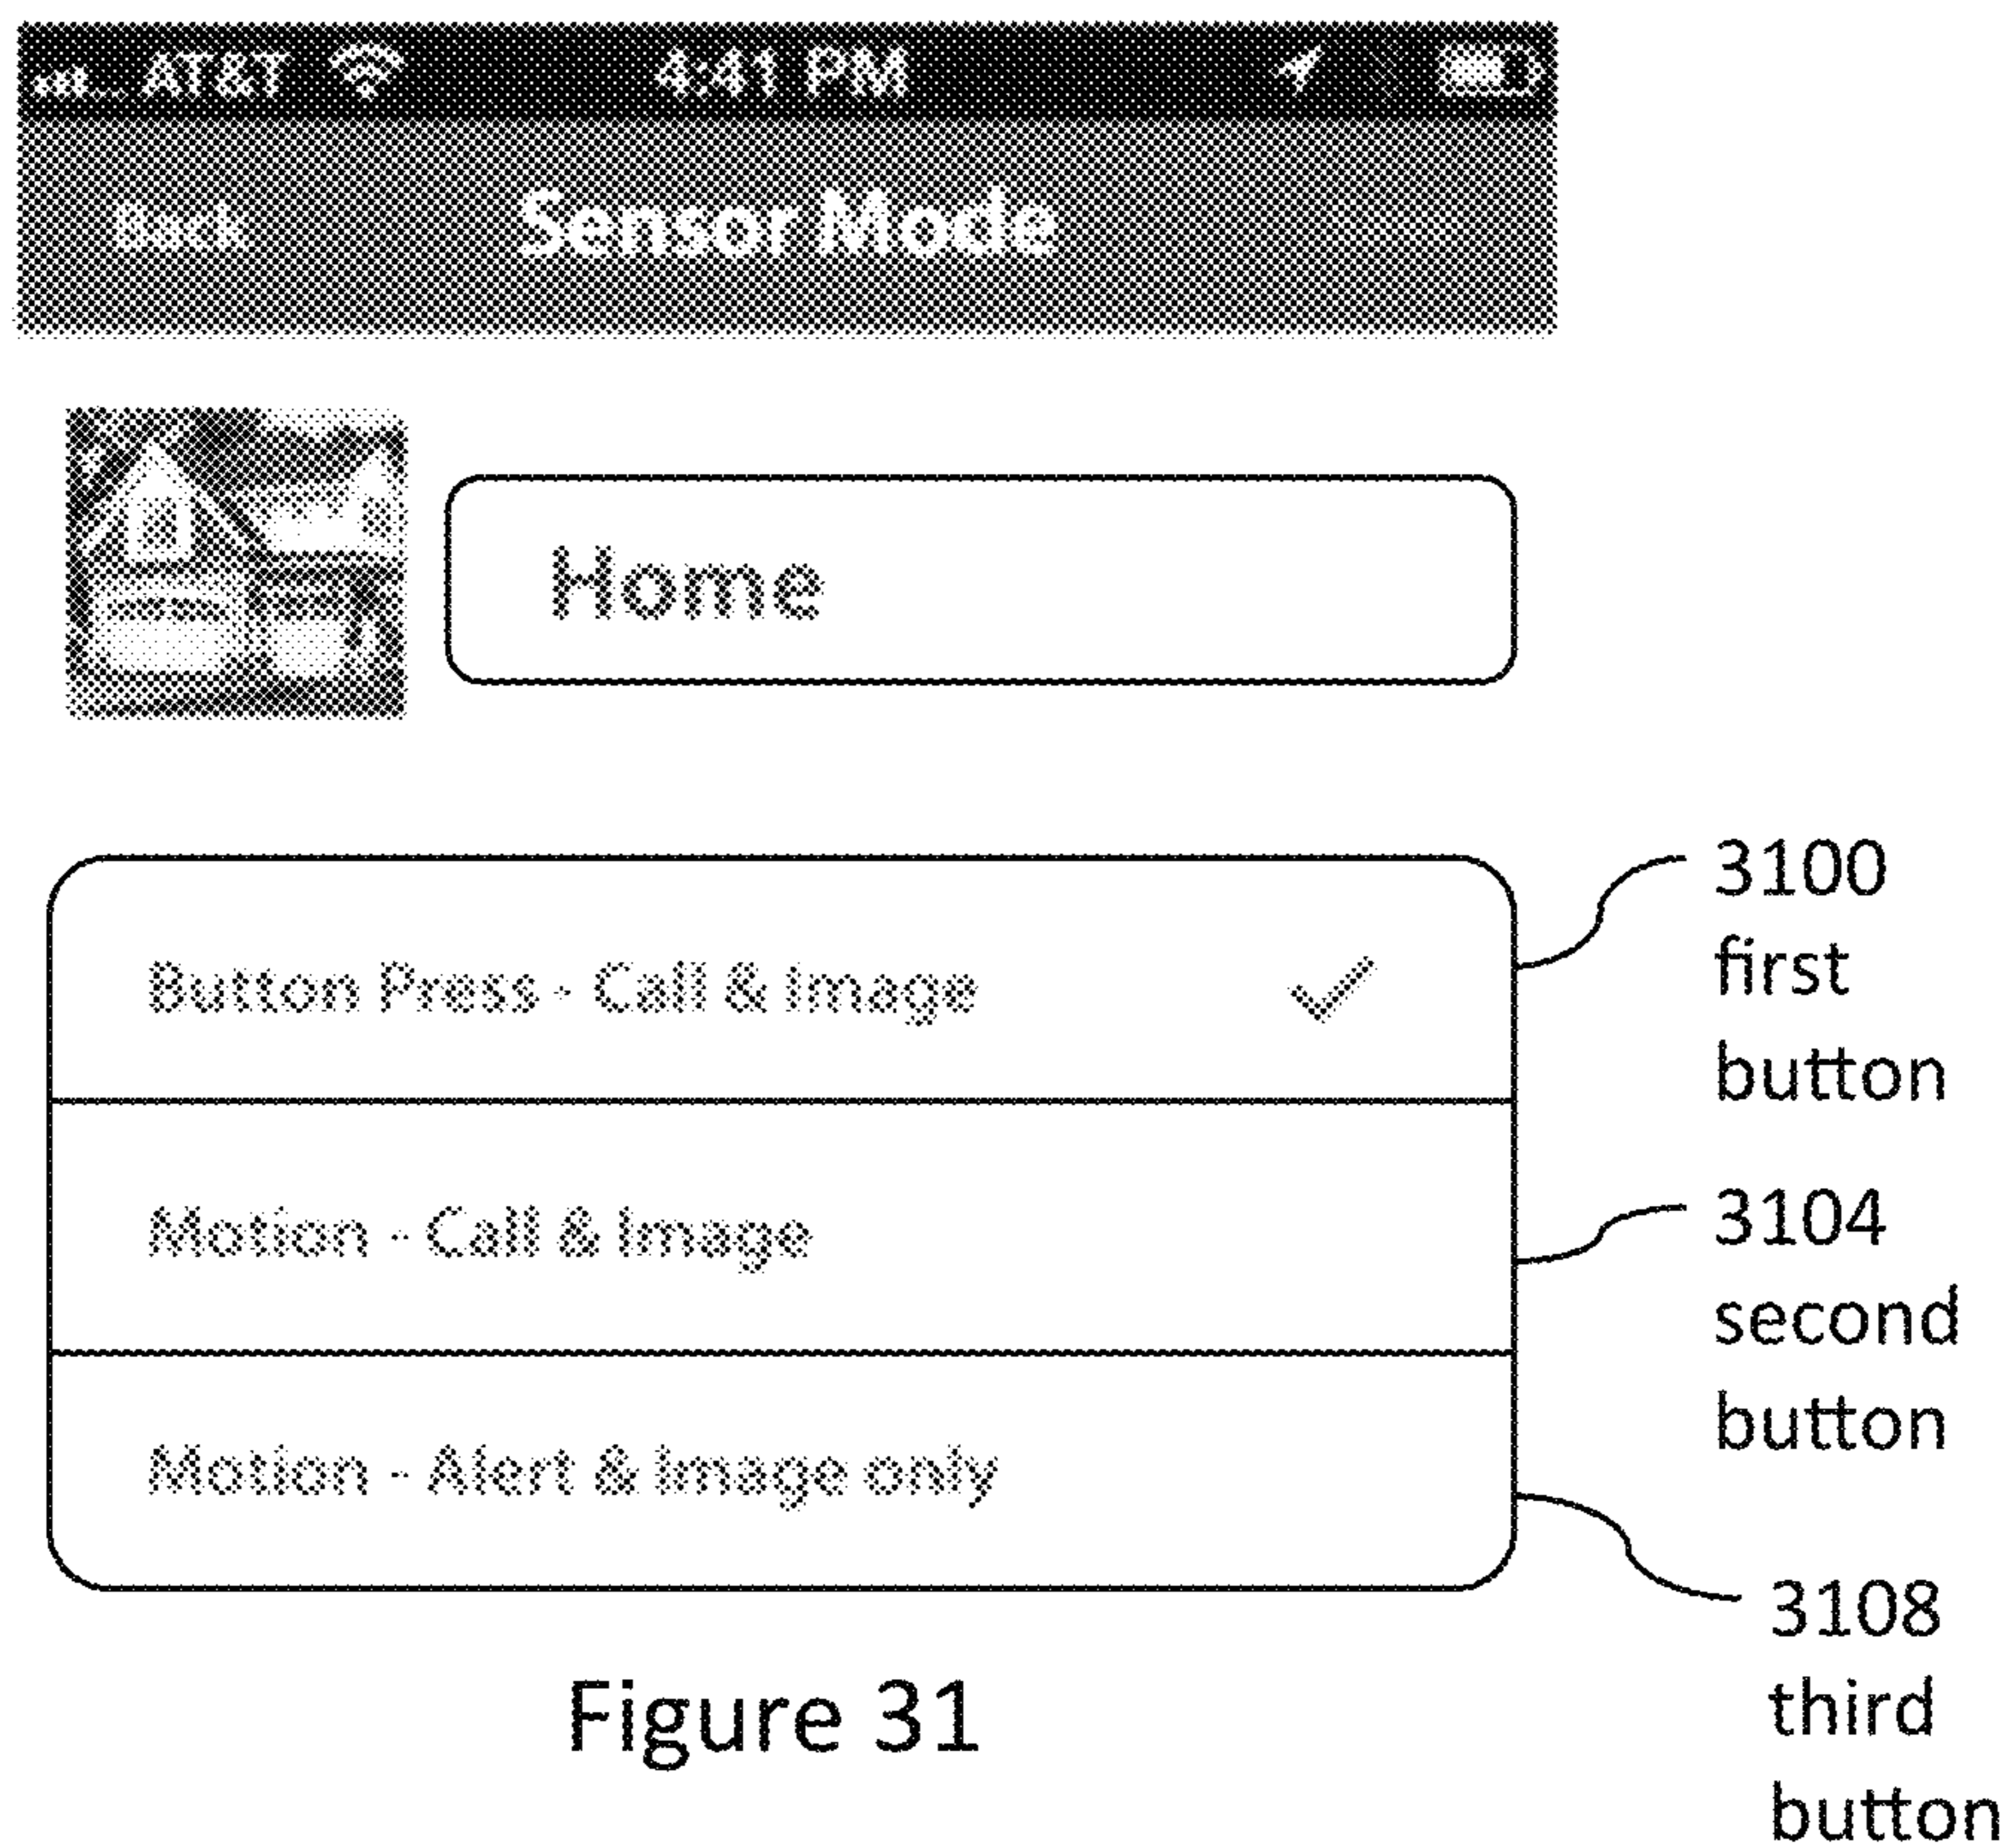 AT&T 4:41 PM
Back Sensor Mode
Home
Button Press - Call & Image
Motion - Call & Image
Motion - Alert & Image only
3100
first
button
3104
second
button
3108
third
button
Figure 31